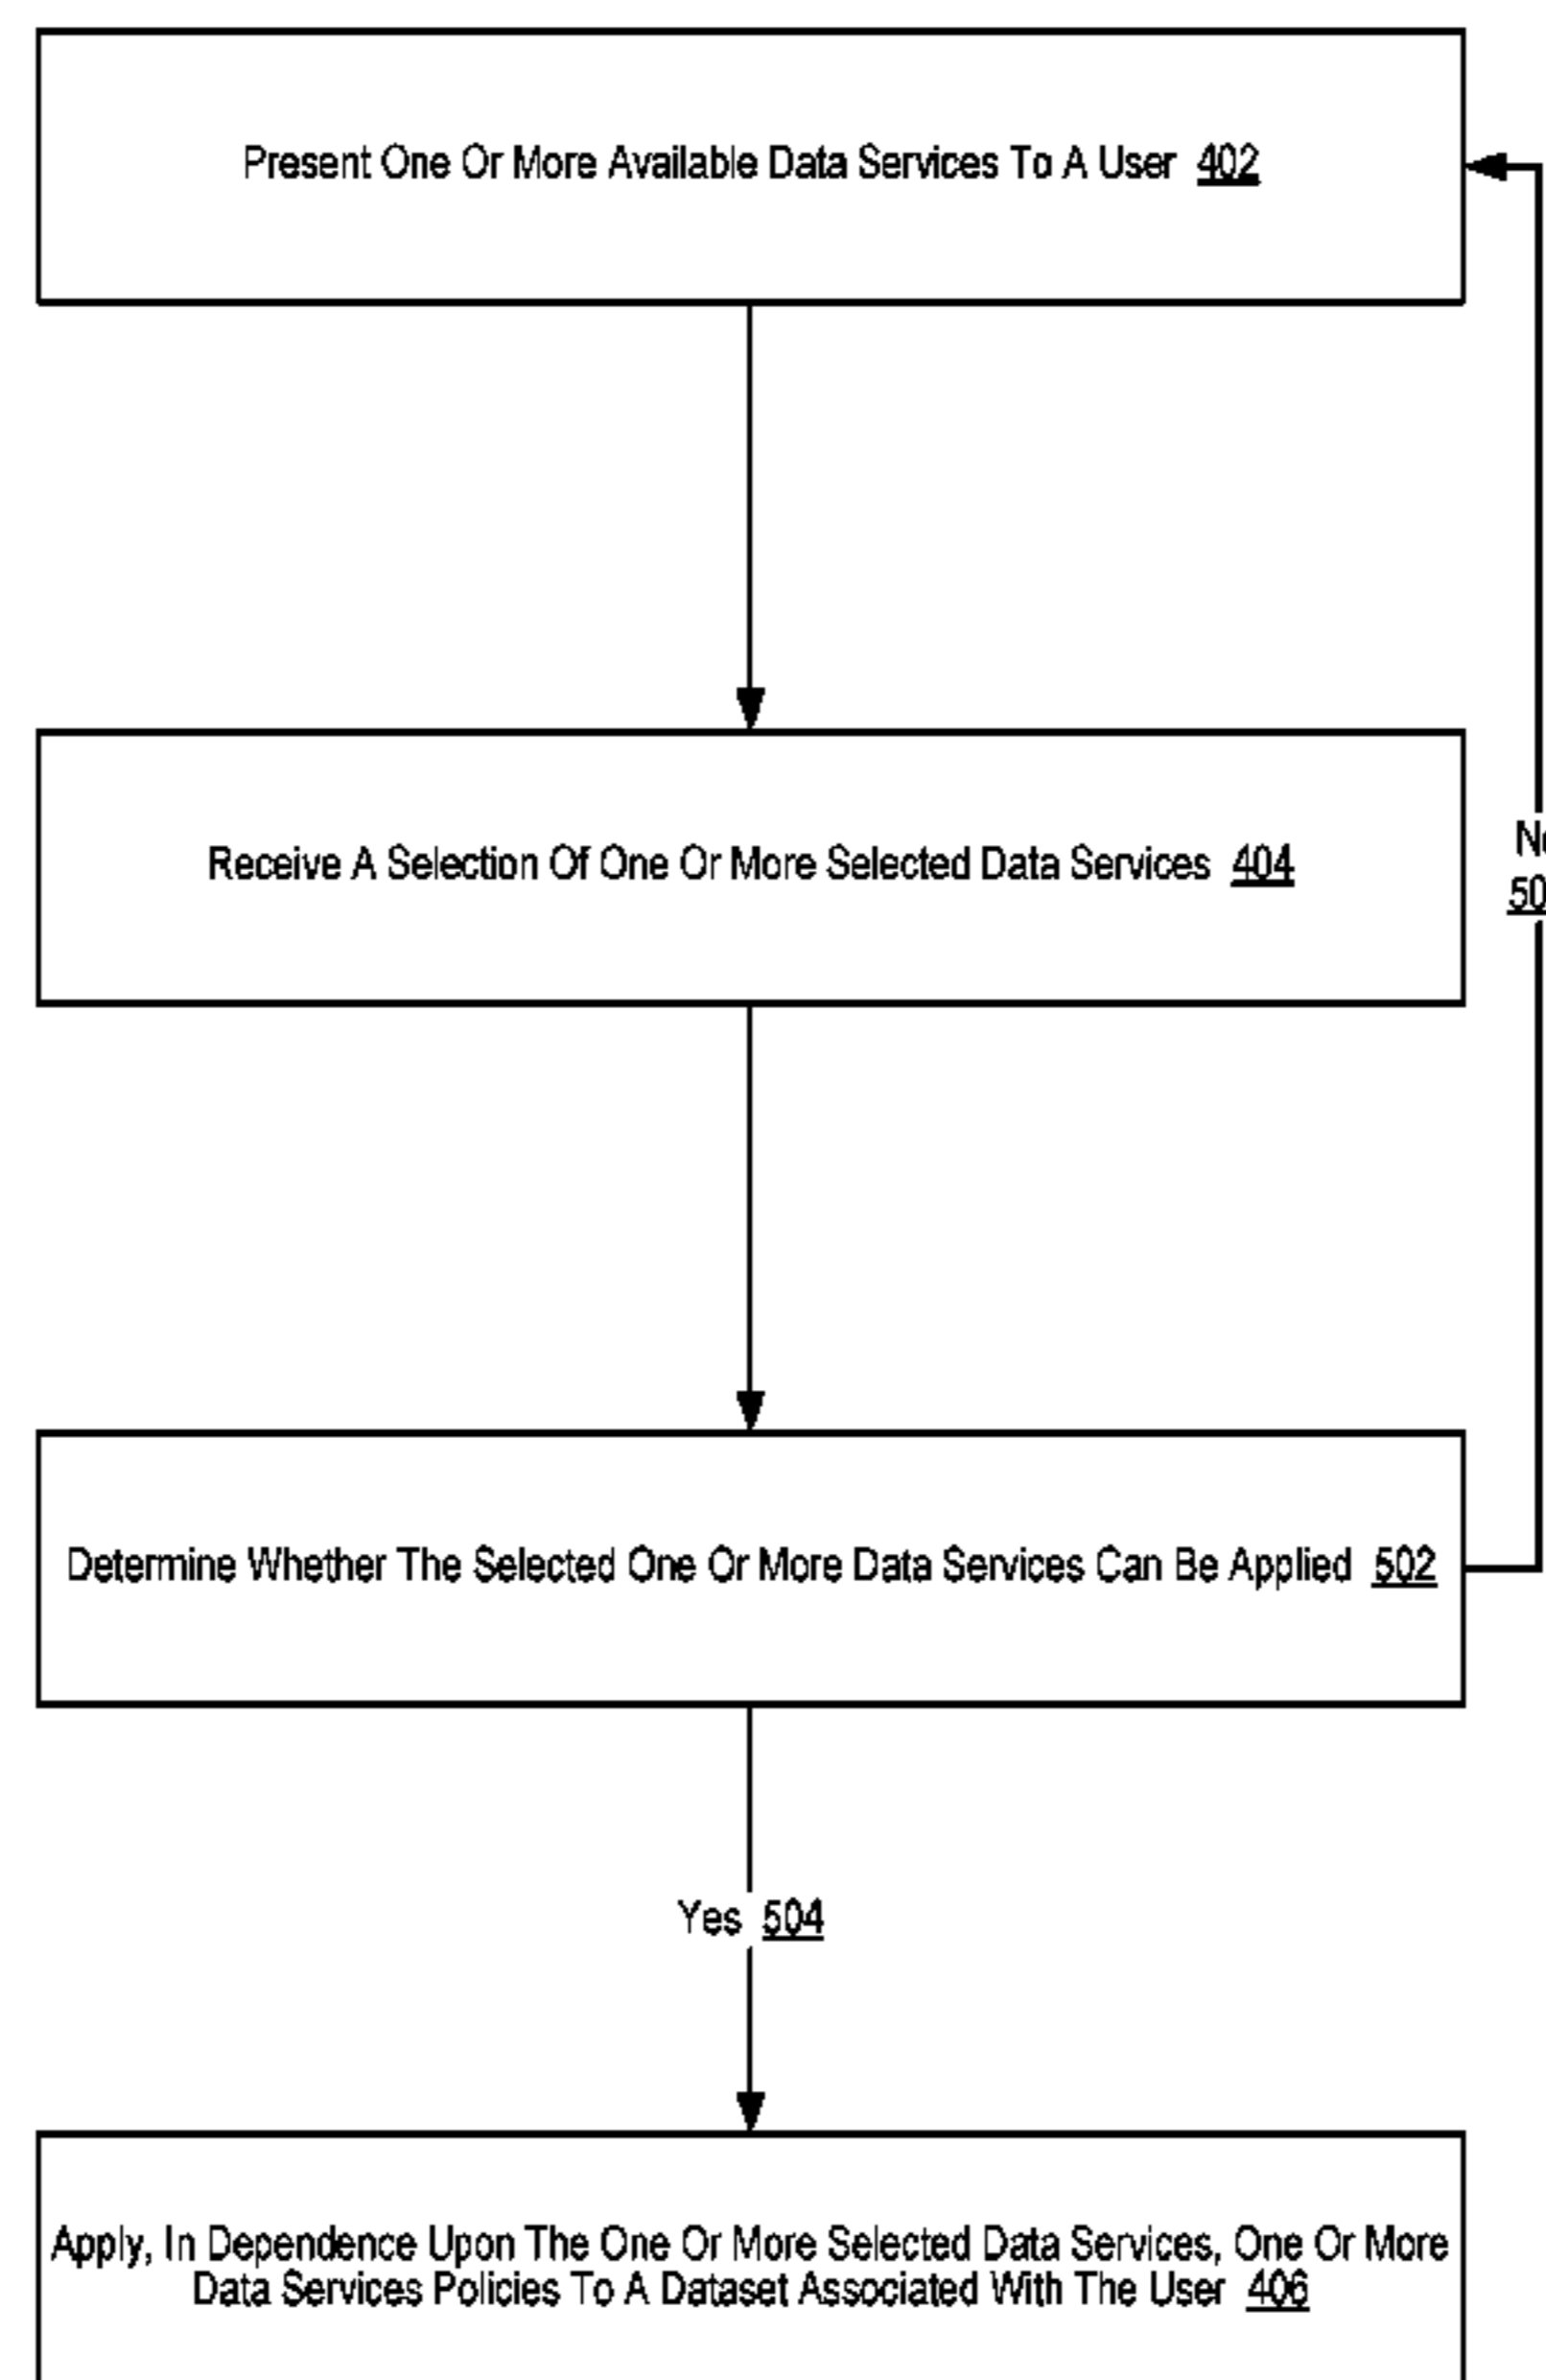 Present One Or More Available Data Services To A User 402
Receive A Selection Of One Or More Selected Data Services 404
Determine Whether The Selected One Or More Data Services Can Be Applied 502
Yes 504
Apply, In Dependence Upon The One Or More Selected Data Services, One Or More
Data Services Policies To A Dataset Associated With The User 406